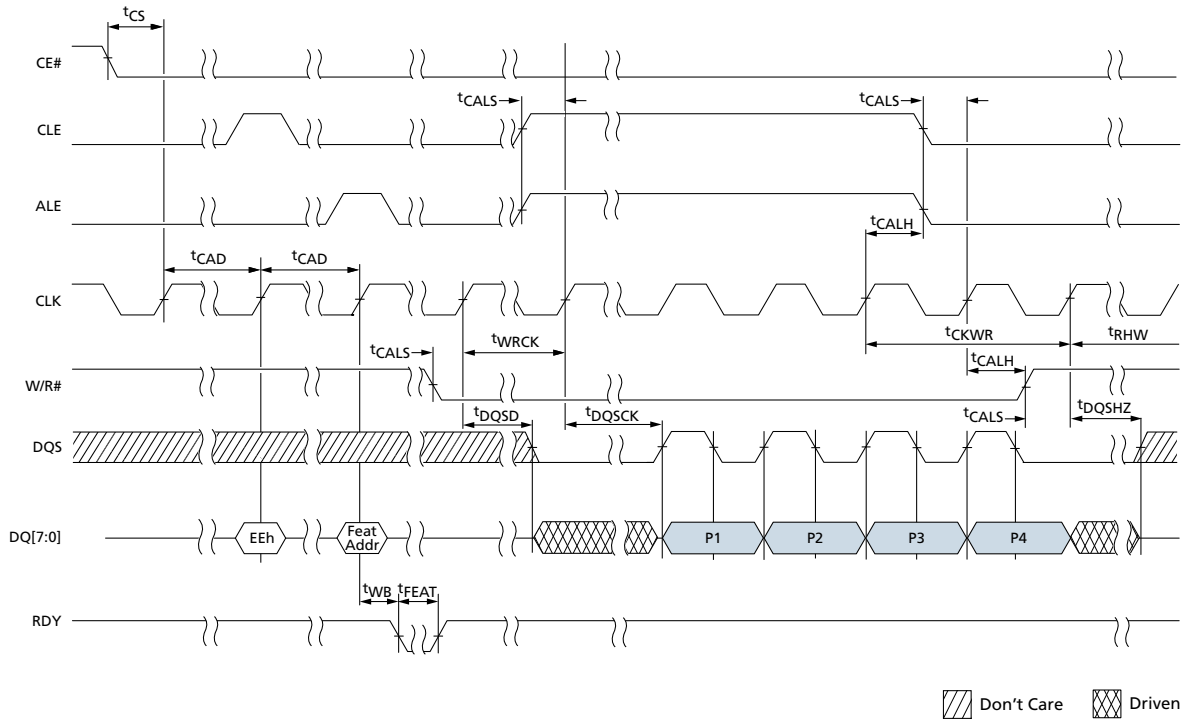 tCS
CE#
tCALS
tCALS
CLE
ALE
tCALH
tCAD
tCAD
CLK
tWRCK
tCKWR
tRHW
tCALS
tCALH
W/R#
tDQSD
tDQSCK
tCALS
tDQSHZ
DQS
DQ[7:0]
EEh
Feat
Addr
P1
P2
P3
P4
tWB
tFEAT
RDY
Don't Care
Driven